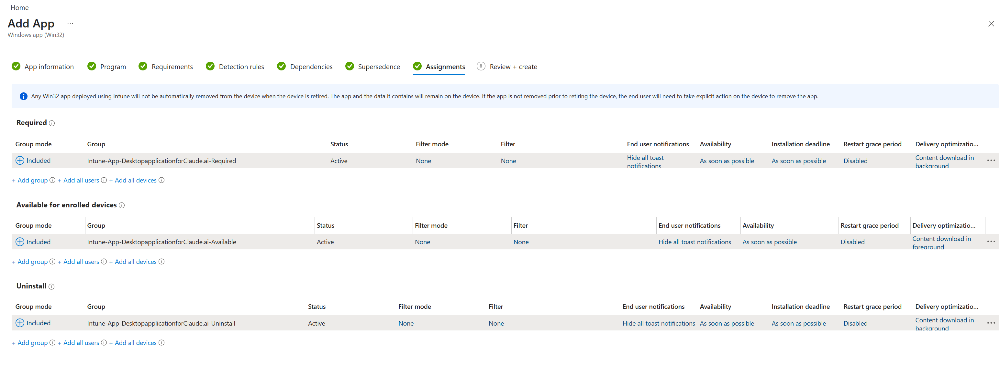 Home
Add App ...
Windows app (Win32)
App information Program Requirements Detection rules Dependencies Supersedence Assignments 8 Review + create
Any Win32 app deployed using Intune will not be automatically removed from the device when the device is retired. The app and the data it contains will remain on the device. If the app is not removed prior to retiring the device, the end user will need to take explicit action on the device to remove the app.
Required
Group mode Group Status Filter mode Filter End user notifications Availability Installation deadline Restart grace period Delivery optimizatio...
Included Intune-App-DesktopapplicationforClaude.ai-Required Active None None Hide all toast notifications As soon as possible As soon as possible Disabled Content download in background
+ Add group + Add all users + Add all devices
Available for enrolled devices
Group mode Group Status Filter mode Filter End user notifications Availability Restart grace period Delivery optimizatio...
Included Intune-App-DesktopapplicationforClaude.ai-Available Active None None Hide all toast notifications As soon as possible Disabled Content download in foreground
+ Add group + Add all users + Add all devices
Uninstall
Group mode Group Status Filter mode Filter End user notifications Availability Installation deadline Restart grace period Delivery optimizatio...
Included Intune-App-DesktopapplicationforClaude.ai-Uninstall Active None None Hide all toast notifications As soon as possible As soon as possible Disabled Content download in background
+ Add group + Add all users + Add all devices